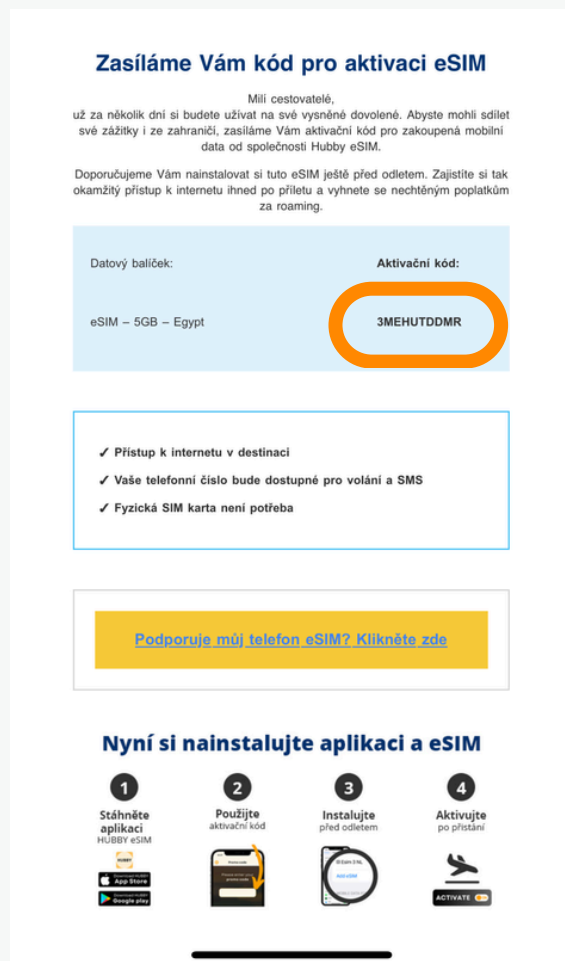 Zasíláme Vám kód pro aktivaci eSIM
Milí cestovatelé,
už za několik dní si budete užívat na své vysněné dovolené. Abyste mohli sdílet
své zážitky i ze zahraničí, zasíláme Vám aktivační kód pro zakoupená mobilní
data od společnosti Hubby eSIM.
Doporučujeme Vám nainstalovat si tuto eSIM ještě před odletem. Zajistíte si tak
okamžitý přístup k internetu ihned po příletu a vyhnete se nechtěným poplatkům
za roaming.
Datový balíček: Aktivační kód:
eSIM – 5GB – Egypt 3MEHUTDDMR
✓ Přístup k internetu v destinaci
✓ Vaše telefonní číslo bude dostupné pro volání a SMS
✓ Fyzická SIM karta není potřeba
Podporuje můj telefon eSIM? Klikněte zde
Nyní si nainstalujte aplikaci a eSIM
1 2 3 4
Stáhněte Použijte Instalujte Aktivujte
aplikaci aktivační kód před odletem po přistání
HUBBY eSIM
HUBBY
App Store
Google play
Add eSIM
ACTIVATE